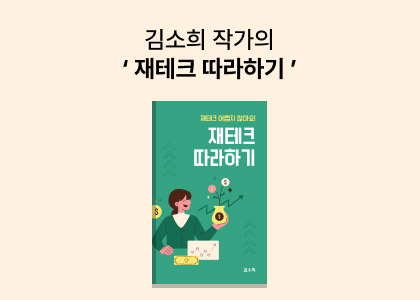 김소희 작가의
‘ 재테크 따라하기 ’
재테크 어렵지 않아요!
재테크
따라하기
김소희